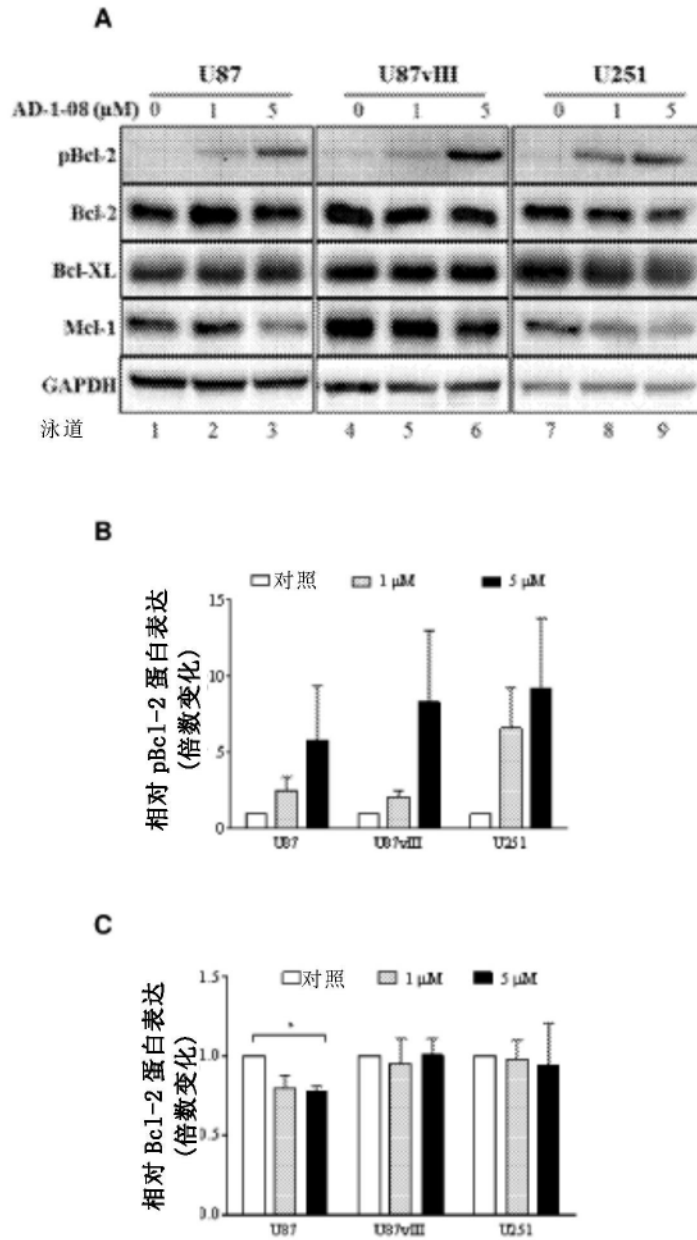 A
U87 U87vIII U251
AD-1-08 (μM) 0 1 5 0 1 5 0 1 5
pBcl-2
Bcl-2
Bcl-XL
Mcl-1
GAPDH
泳道 1 2 3 4 5 6 7 8 9
B
对照 1 μM 5 μM
相对 pBcl-2 蛋白表达
(倍数变化)
15
10
5
0
U87 U87vIII U251
C
对照 1 μM 5 μM
相对 Bcl-2 蛋白表达
(倍数变化)
1.5
*
1.0
0.5
0.0
U87 U87vIII U251